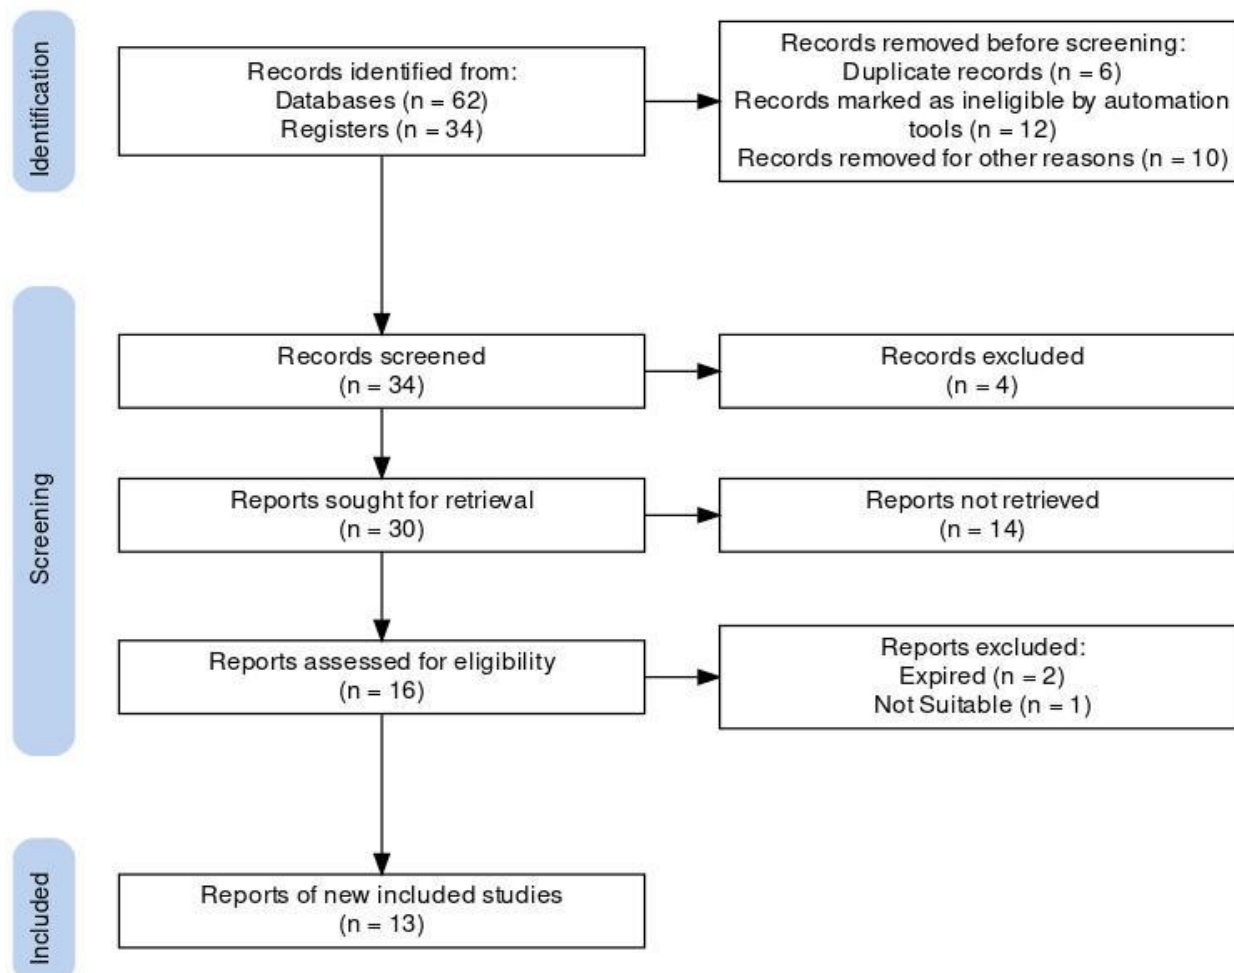 Identification
Records identified from:
Databases (n = 62)
Registers (n = 34)
Records removed before screening:
Duplicate records (n = 6)
Records marked as ineligible by automation
tools (n = 12)
Records removed for other reasons (n = 10)
Screening
Records screened
(n = 34)
Records excluded
(n = 4)
Reports sought for retrieval
(n = 30)
Reports not retrieved
(n = 14)
Reports assessed for eligibility
(n = 16)
Reports excluded:
Expired (n = 2)
Not Suitable (n = 1)
Included
Reports of new included studies
(n = 13)